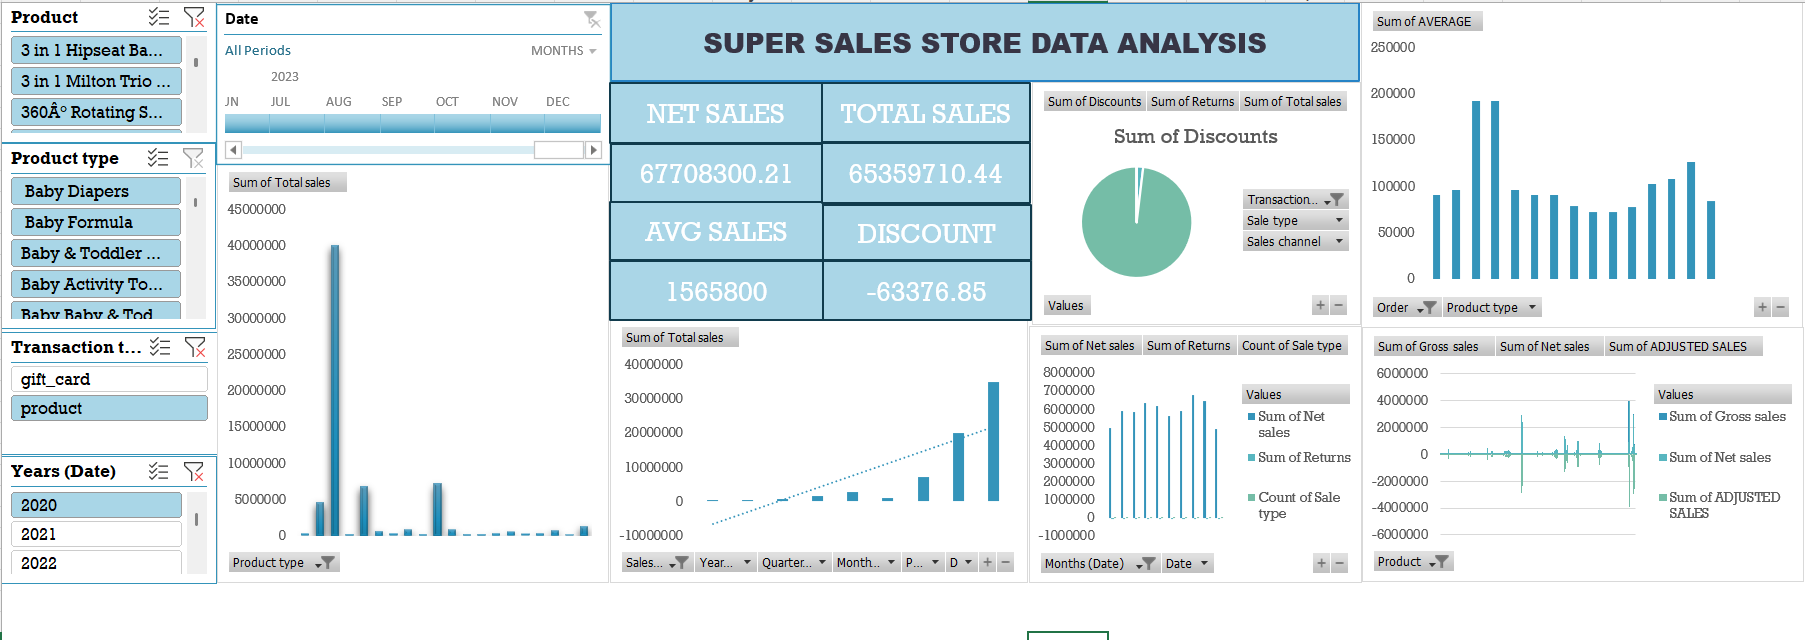 Product
3 in 1 Hipseat Ba...
3 in 1 Milton Trio ...
360Âº Rotating S...
Product type
Baby Diapers
Baby Formula
Baby & Toddler ...
Baby Activity To...
Baby Baby & Tod
Transaction t...
gift_card
product
Years (Date)
2020
2021
2022
Date
All Periods
MONTHS
2023
JN JUL AUG SEP OCT NOV DEC
Sum of Total sales
45000000
40000000
35000000
30000000
25000000
20000000
15000000
10000000
5000000
0
Product type
SUPER SALES STORE DATA ANALYSIS
NET SALES TOTAL SALES
67708300.21 65359710.44
AVG SALES DISCOUNT
1565800 -63376.85
Sum of Total sales
40000000
30000000
20000000
10000000
0
-10000000
Sales... Year... Quarter... Month... P... D
Sum of Discounts Sum of Returns Sum of Total sales
Sum of Discounts
Transaction...
Sale type
Sales channel
Values
Sum of Net sales Sum of Returns Count of Sale type
8000000
7000000
6000000
5000000
4000000
3000000
2000000
1000000
0
-1000000
Values
Sum of Net
sales
Sum of Returns
Count of Sale
type
Months (Date) Date
Sum of AVERAGE
250000
200000
150000
100000
50000
0
Order Product type
Sum of Gross sales Sum of Net sales Sum of ADJUSTED SALES
6000000
4000000
2000000
0
-2000000
-4000000
-6000000
Values
Sum of Gross sales
Sum of Net sales
Sum of ADJUSTED
SALES
Product